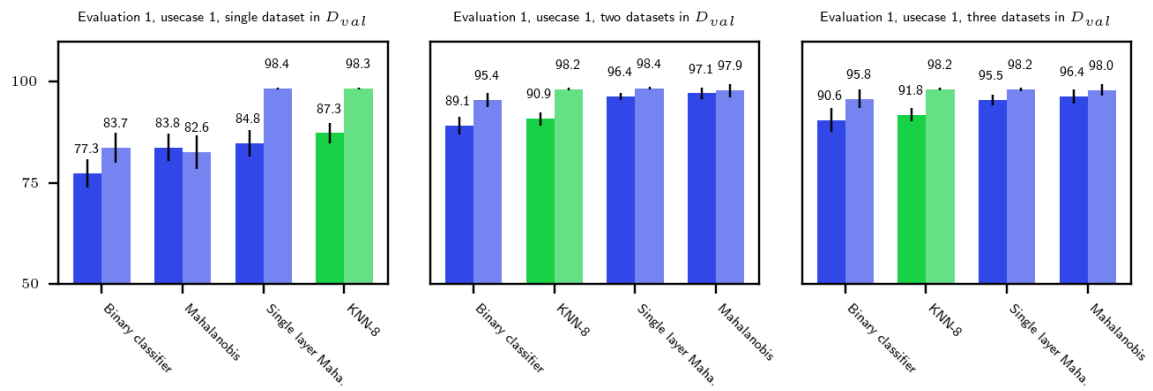 Evaluation 1, usecase 1, single dataset in D_val
Evaluation 1, usecase 1, two datasets in D_val
Evaluation 1, usecase 1, three datasets in D_val
100
75
50
77.3
83.7
83.8
82.6
84.8
98.4
87.3
98.3
Binary classifier
Mahalanobis
Single layer Maha.
KNN-8
89.1
95.4
90.9
98.2
96.4
98.4
97.1
97.9
Binary classifier
KNN-8
Single layer Maha.
Mahalanobis
90.6
95.8
91.8
98.2
95.5
98.2
96.4
98.0
Binary classifier
KNN-8
Single layer Maha.
Mahalanobis